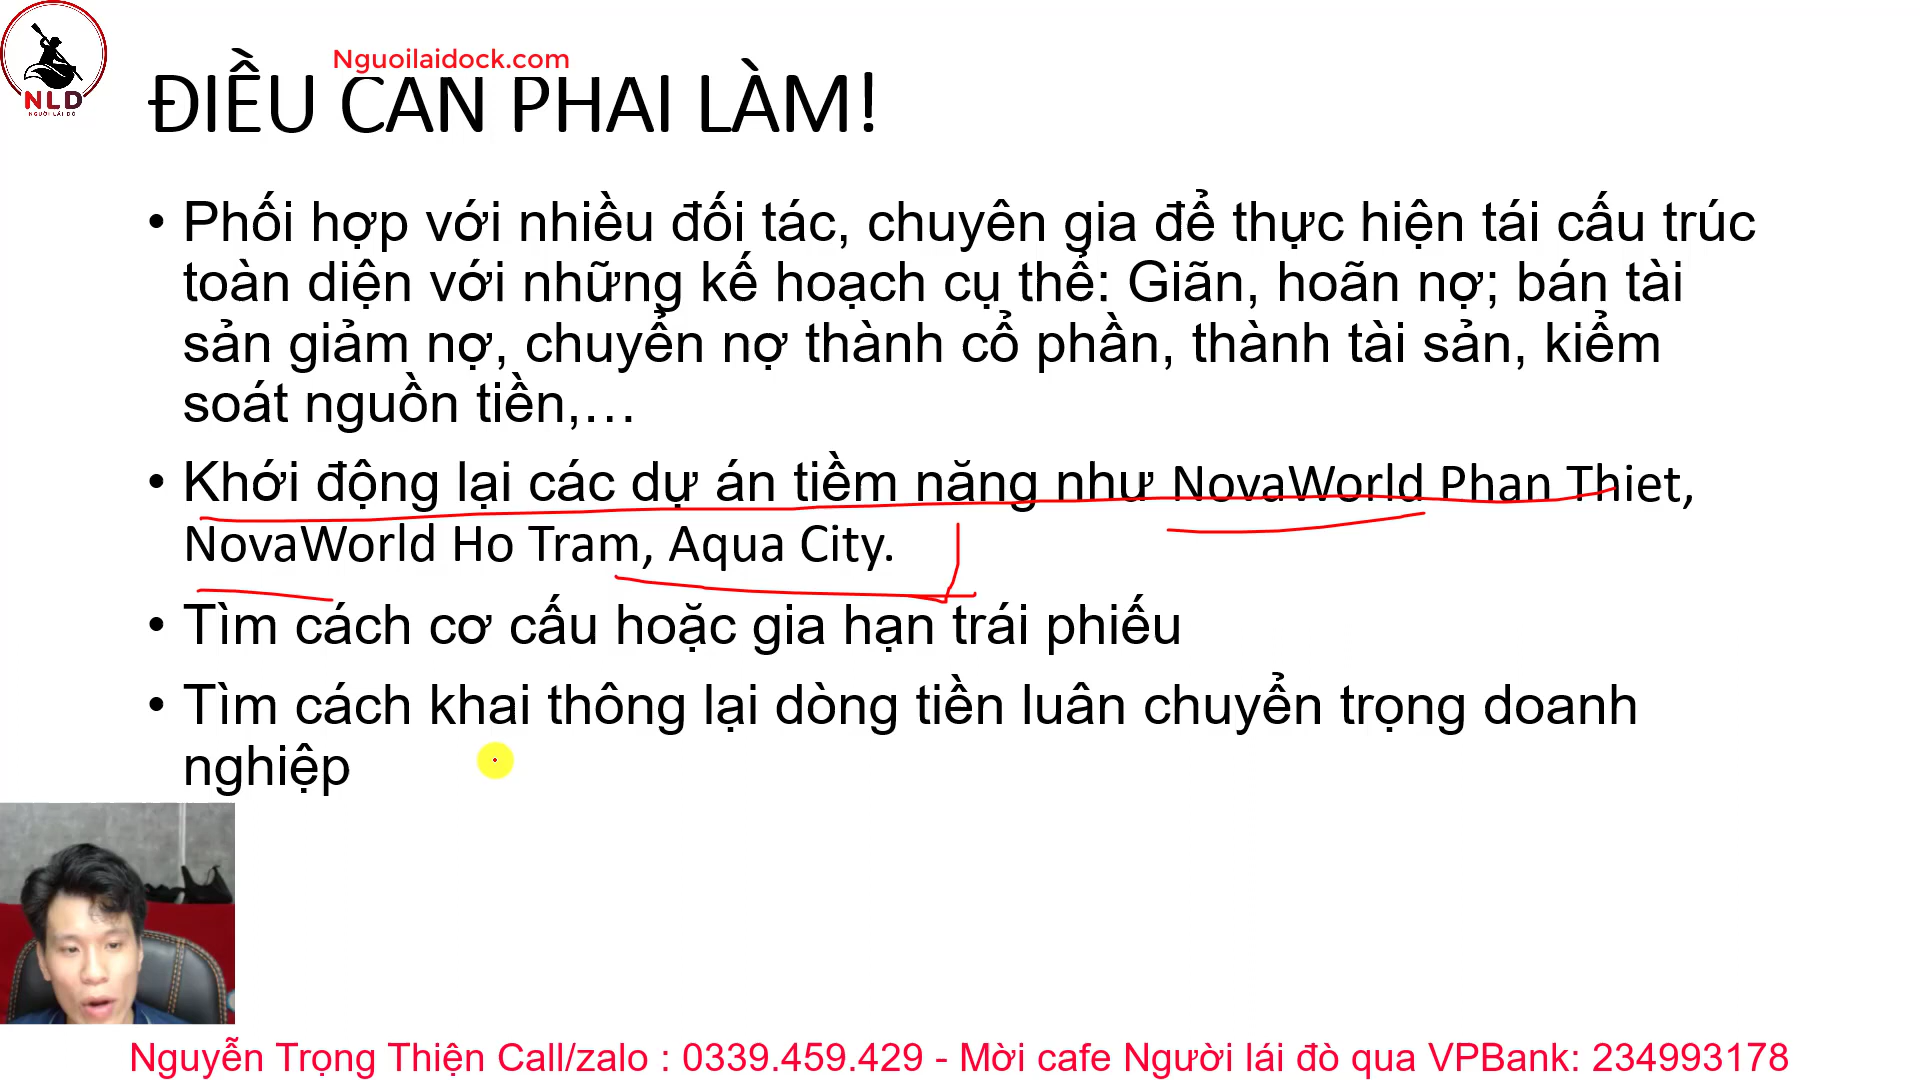 Nguoilaidock.com
NLD
NGƯỜI LÁI ĐÒ
ĐIỀU CAN PHAI LÀM!
• Phối hợp với nhiều đối tác, chuyên gia để thực hiện tái cấu trúc
toàn diện với những kế hoạch cụ thể: Giãn, hoãn nợ; bán tài
sản giảm nợ, chuyển nợ thành cổ phần, thành tài sản, kiểm
soát nguồn tiền,…
• Khới động lại các dự án tiềm năng như NovaWorld Phan Thiet,
NovaWorld Ho Tram, Aqua City.
• Tìm cách cơ cấu hoặc gia hạn trái phiếu
• Tìm cách khai thông lại dòng tiền luân chuyển trọng doanh
nghiệp
Nguyễn Trọng Thiện Call/zalo : 0339.459.429 - Mời cafe Người lái đò qua VPBank: 234993178